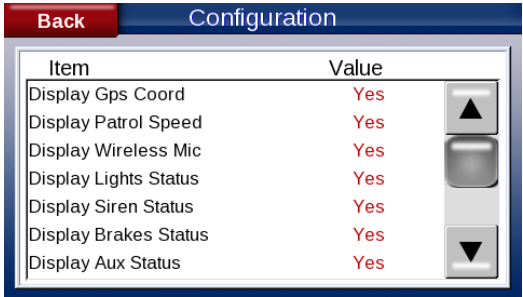 Back Configuration
Item Value
Display Gps Coord Yes
Display Patrol Speed Yes
Display Wireless Mic Yes
Display Lights Status Yes
Display Siren Status Yes
Display Brakes Status Yes
Display Aux Status Yes